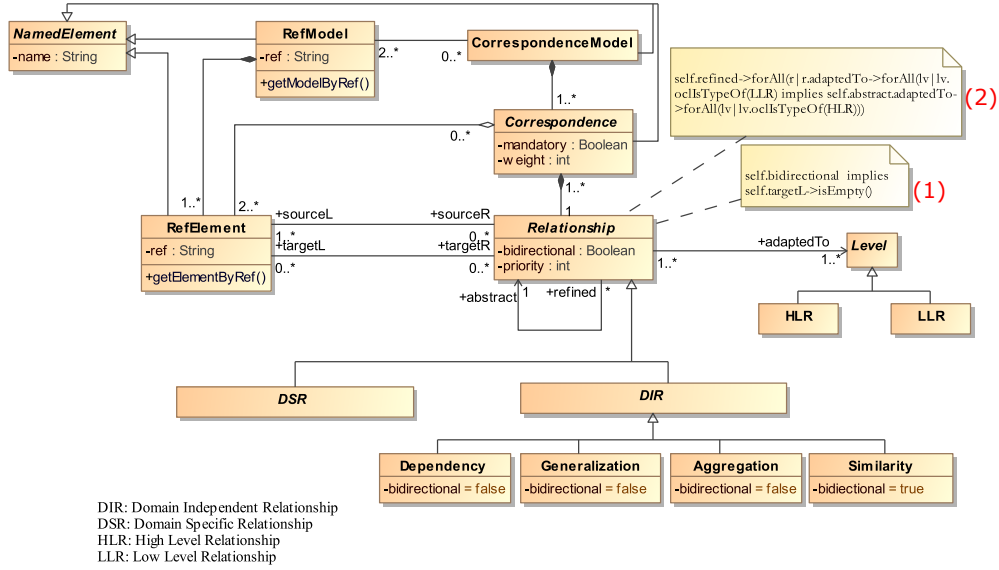 NamedElement
-name : String
RefModel
-ref : String
+getModelByRef()
2..*
0..*
CorrespondenceModel
1..*
self.refined->forAll(r|r.adaptedTo->forAll(lv|lv.
oclIsTypeOf(LLR) implies self.abstract.adaptedTo-
>forAll(lv|lv.oclIsTypeOf(HLR)))
(2)
Correspondence
-mandatory : Boolean
-weight : int
0..*
1..*
1
self.bidirectional implies
self.targetL->isEmpty()
(1)
1..*
2..*
RefElement
-ref : String
+getElementByRef()
+sourceL
1..*
+sourceR
0..*
+targetL
0..*
+targetR
0..*
Relationship
-bidirectional : Boolean
-priority : int
+adaptedTo
1..*
1..*
Level
+abstract
1
+refined
*
HLR
LLR
DSR
DIR
Dependency
-bidirectional = false
Generalization
-bidirectional = false
Aggregation
-bidirectional = false
Similarity
-bidiectional = true
DIR: Domain Independent Relationship
DSR: Domain Specific Relationship
HLR: High Level Relationship
LLR: Low Level Relationship